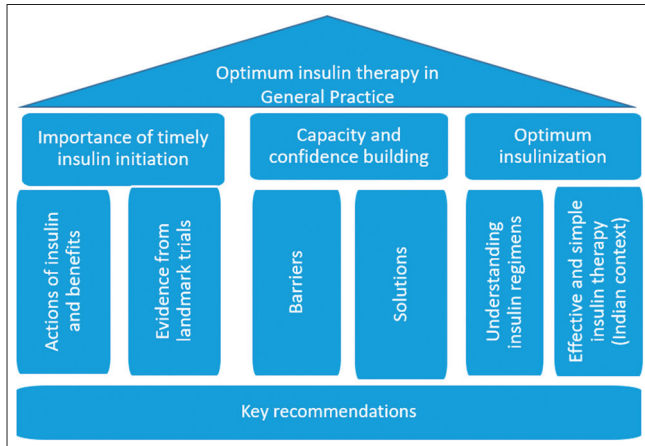 Optimum insulin therapy in
General Practice
Importance of timely
insulin initiation
Capacity and
confidence building
Optimum
insulinization
Actions of insulin
and benefits
Evidence from
landmark trials
Barriers
Solutions
Understanding
insulin regimens
Effective and simple
insulin therapy
(Indian context)
Key recommendations